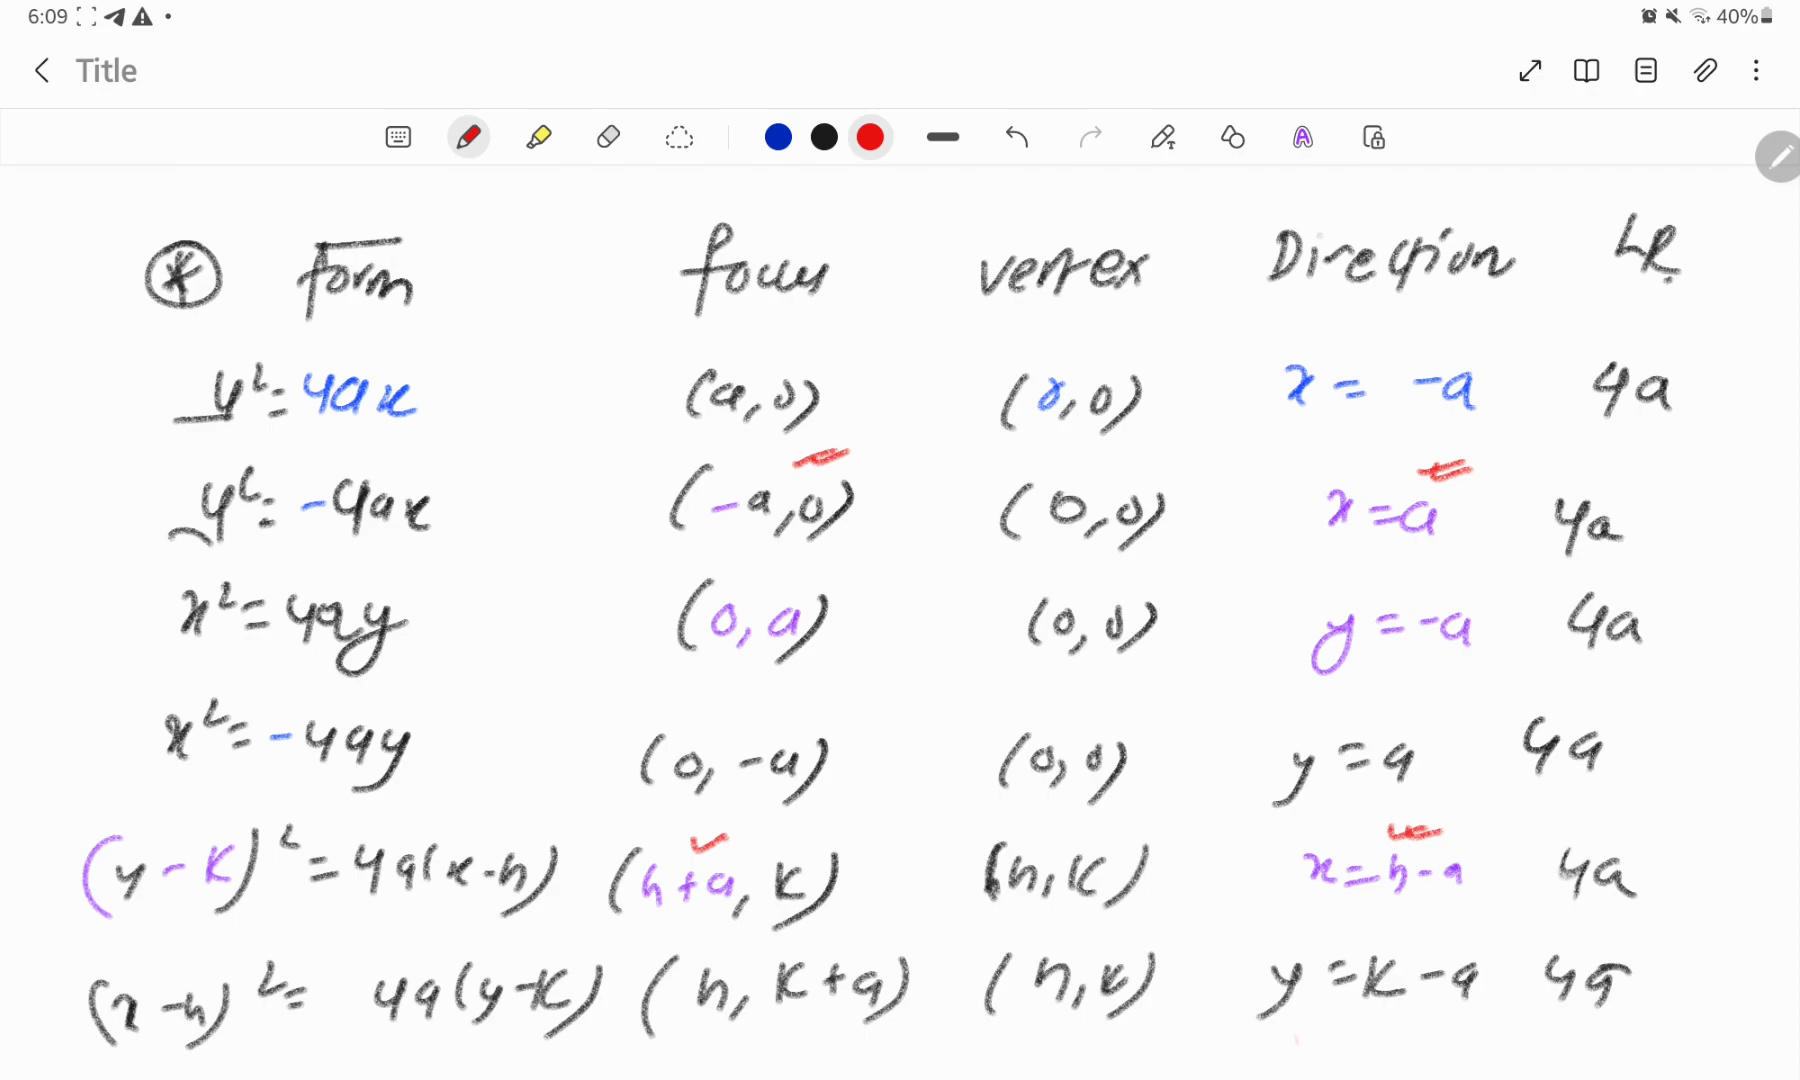 6:09 40%
Title
* Form focus vertex Direction LR
y²= 4ax (a,0) (0,0) x = -a 4a
y²= -4ax (-a,0) (0,0) x=a 4a
x²=4ay (0,a) (0,0) y=-a 4a
x²=-4ay (0,-a) (0,0) y=a 4a
(y-k)²=4a(x-h) (h+a,k) (h,k) x=h-a 4a
(x-h)²= 4a(y-k) (h,k+a) (h,k) y=k-a 4a